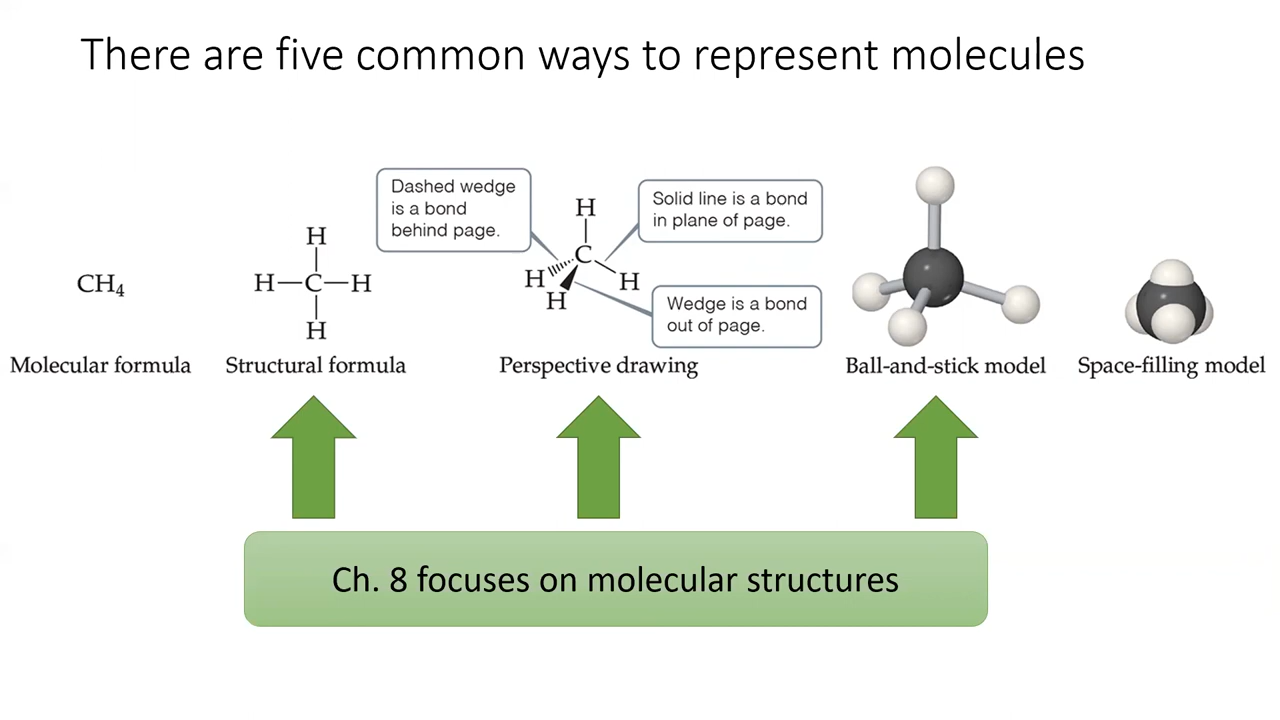 There are five common ways to represent molecules
CH₄
Molecular formula
H
H—C—H
H
Structural formula
Dashed wedge
is a bond
behind page.
Solid line is a bond
in plane of page.
H
C
H
H
H
Wedge is a bond
out of page.
Perspective drawing
Ball-and-stick model
Space-filling model
Ch. 8 focuses on molecular structures